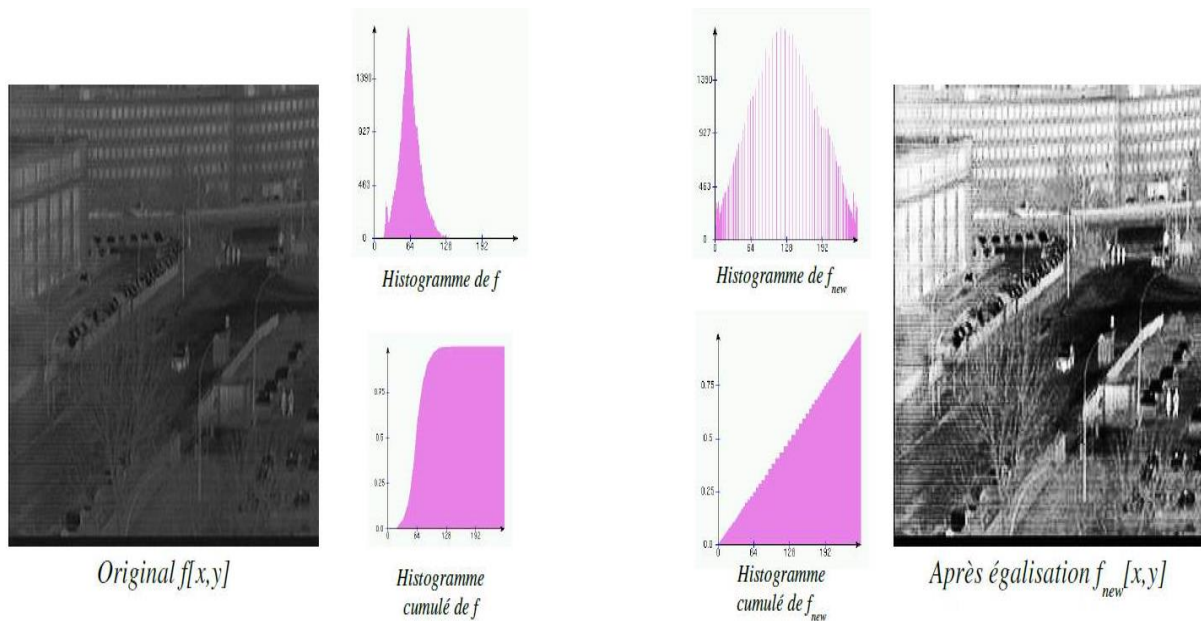 1390
927
463
0
0 64 128 192
Histogramme de f
1390
927
463
0
0 64 128 192
Histogramme de f_new
0.75
0.5
0.25
0.0
0 64 128 192
Histogramme
cumulé de f
0.75
0.5
0.25
0.0
0 64 128 192
Histogramme
cumulé de f_new
Original f[x,y]
Après égalisation f_new[x,y]